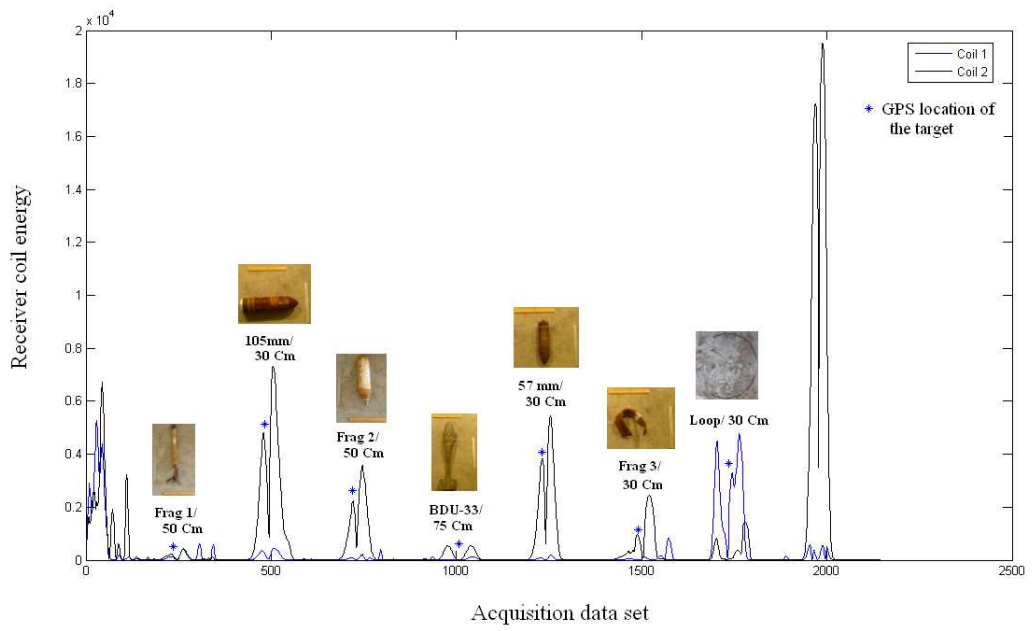 x 10⁴
2
1.8
1.6
1.4
1.2
1
0.8
0.6
0.4
0.2
0
Receiver coil energy
Coil 1
Coil 2
* GPS location of
the target
105mm/
30 Cm
Frag 2/
50 Cm
57 mm/
30 Cm
Loop/ 30 Cm
Frag 3/
30 Cm
Frag 1/
50 Cm
BDU-33/
75 Cm
0
500
1000
1500
2000
2500
Acquisition data set